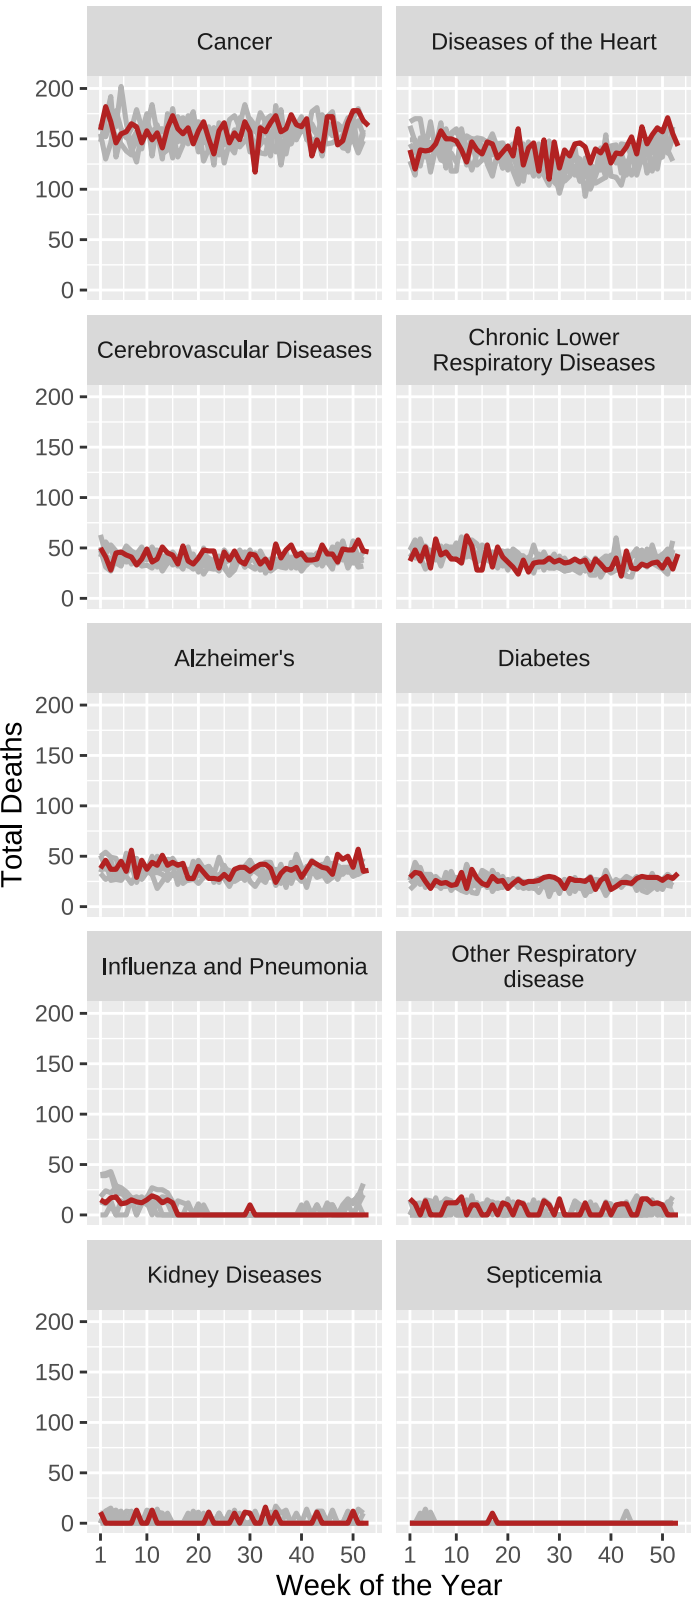 Cancer
Diseases of the Heart
200
150
100
50
0
Cerebrovascular Diseases
Chronic Lower
Respiratory Diseases
200
150
100
50
0
Alzheimer's
Diabetes
200
150
100
50
0
Total Deaths
Influenza and Pneumonia
Other Respiratory
disease
200
150
100
50
0
Kidney Diseases
Septicemia
200
150
100
50
0
1 10 20 30 40 50
1 10 20 30 40 50
Week of the Year